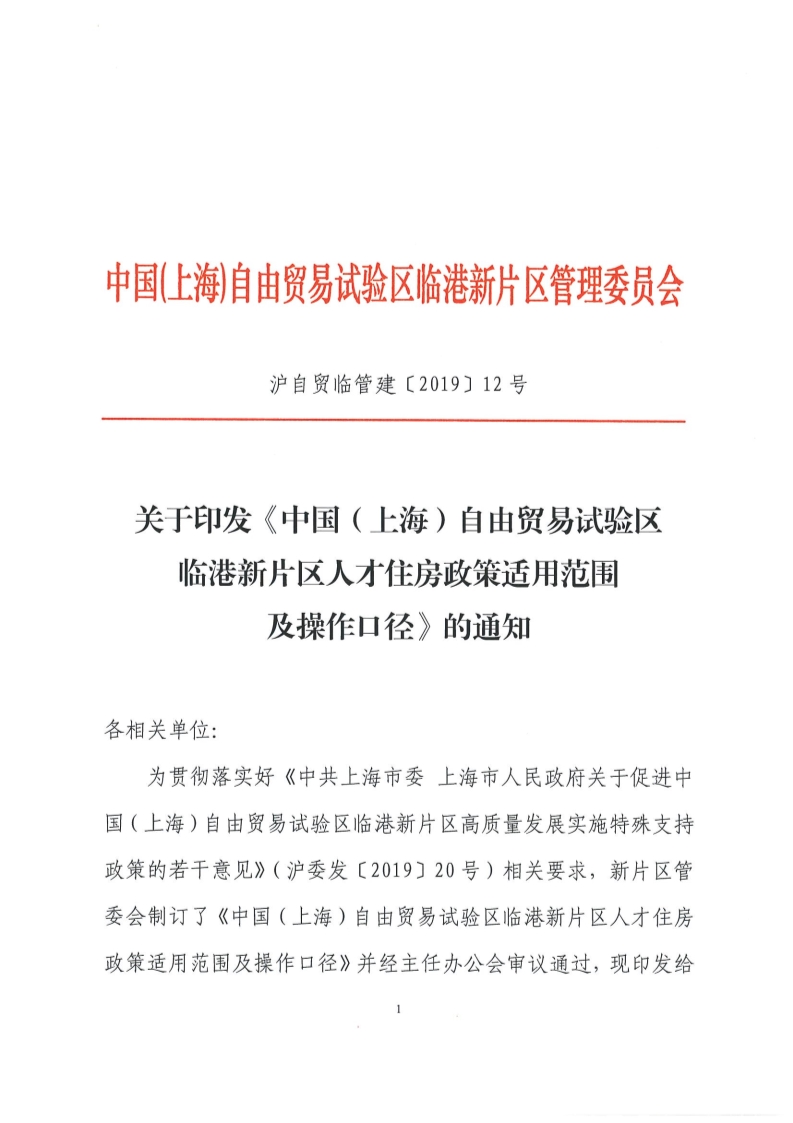 中国(上海)自由贸易试验区临港新片区管理委员会
沪自贸临管建〔2019〕12 号
关于印发《中国（上海）自由贸易试验区
临港新片区人才住房政策适用范围
及操作口径》的通知
各相关单位:
为贯彻落实好《中共上海市委 上海市人民政府关于促进中
国（上海）自由贸易试验区临港新片区高质量发展实施特殊支持
政策的若干意见》（沪委发〔2019〕20 号）相关要求，新片区管
委会制订了《中国（上海）自由贸易试验区临港新片区人才住房
政策适用范围及操作口径》并经主任办公会审议通过，现印发给
1